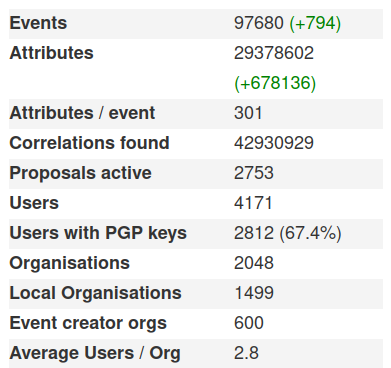 Events 97680 (+794)
Attributes 29378602
(+678136)
Attributes / event 301
Correlations found 42930929
Proposals active 2753
Users 4171
Users with PGP keys 2812 (67.4%)
Organisations 2048
Local Organisations 1499
Event creator orgs 600
Average Users / Org 2.8